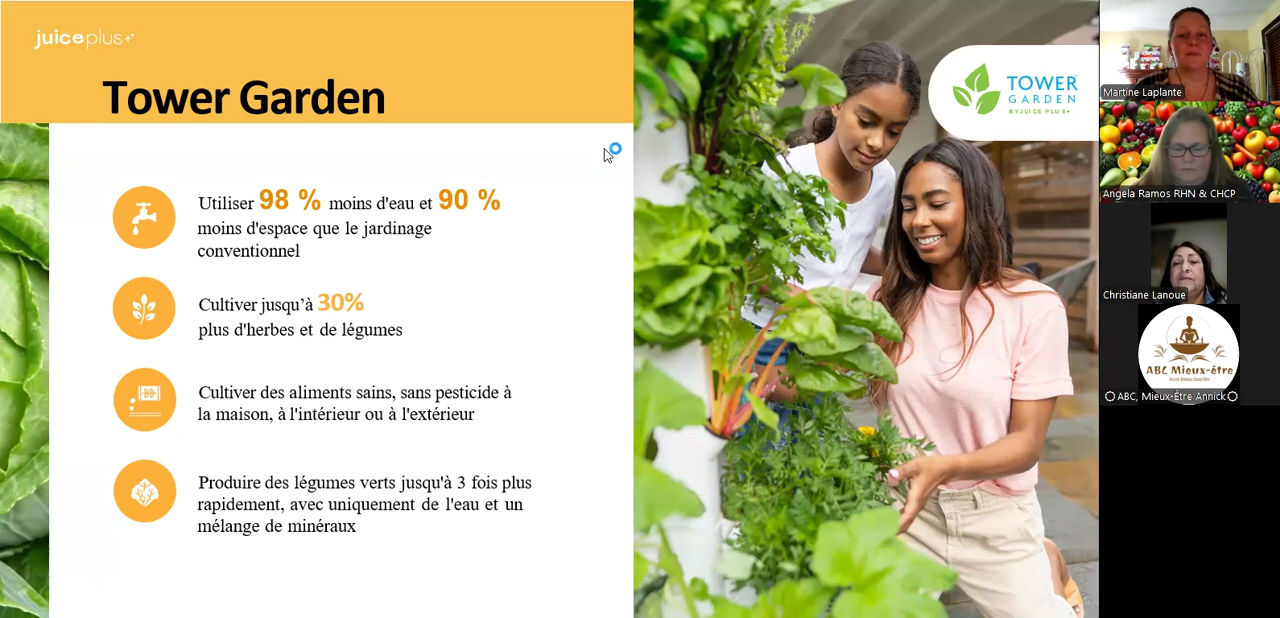 juice plus+
Tower Garden
Utiliser 98 % moins d'eau et 90 %
moins d'espace que le jardinage
conventionnel
Cultiver jusqu'à 30%
plus d'herbes et de légumes
Cultiver des aliments sains, sans pesticide à
la maison, à l'intérieur ou à l'extérieur
Produire des légumes verts jusqu'à 3 fois plus
rapidement, avec uniquement de l'eau et un
mélange de minéraux
TOWER
GARDEN
BY JUICE PLUS+
Martine Laplante
Angela Ramos RHN & CHCP
Christiane Lanoue
ABC Mieux-être
ABC, Mieux-Être Annick